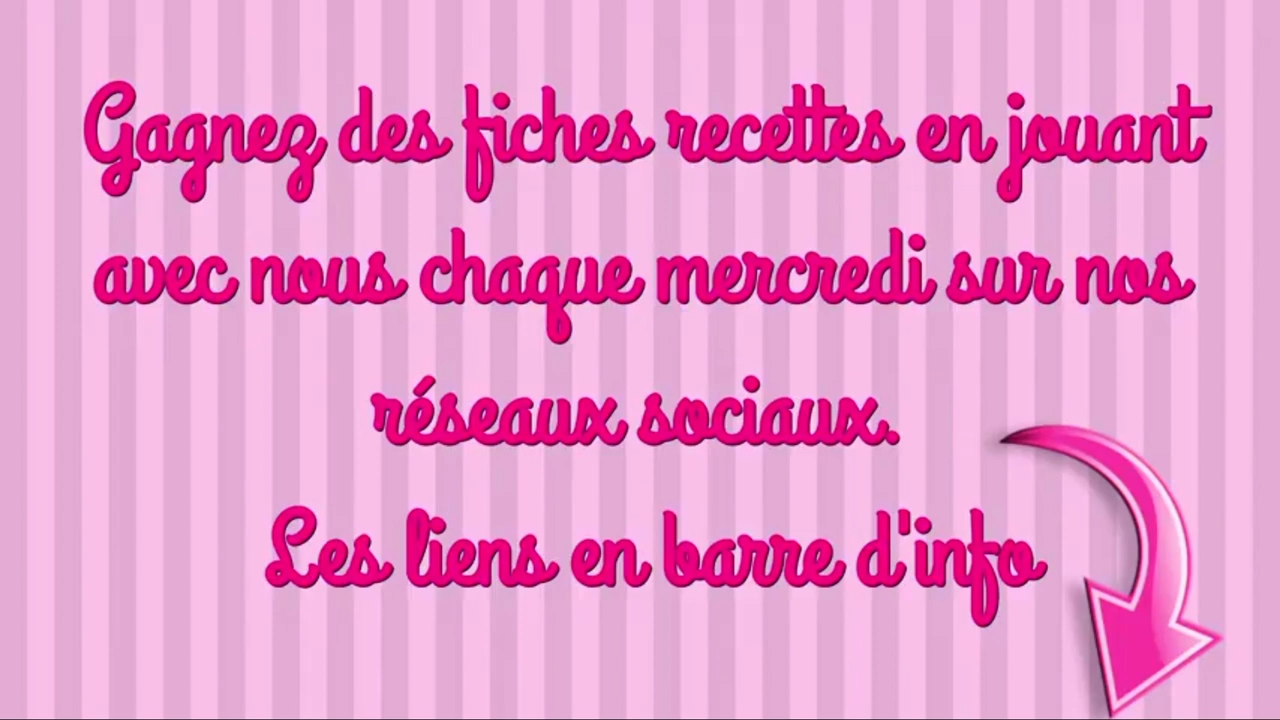 Gagnez des fiches recettes en jouant
avec nous chaque mercredi sur nos
réseaux sociaux.
Les liens en barre d'info